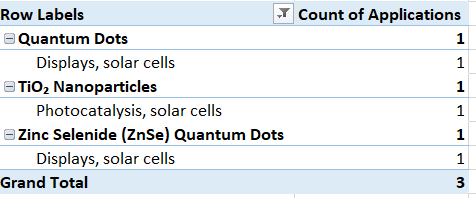 Row Labels Count of Applications
Quantum Dots 1
Displays, solar cells 1
TiO₂ Nanoparticles 1
Photocatalysis, solar cells 1
Zinc Selenide (ZnSe) Quantum Dots 1
Displays, solar cells 1
Grand Total 3